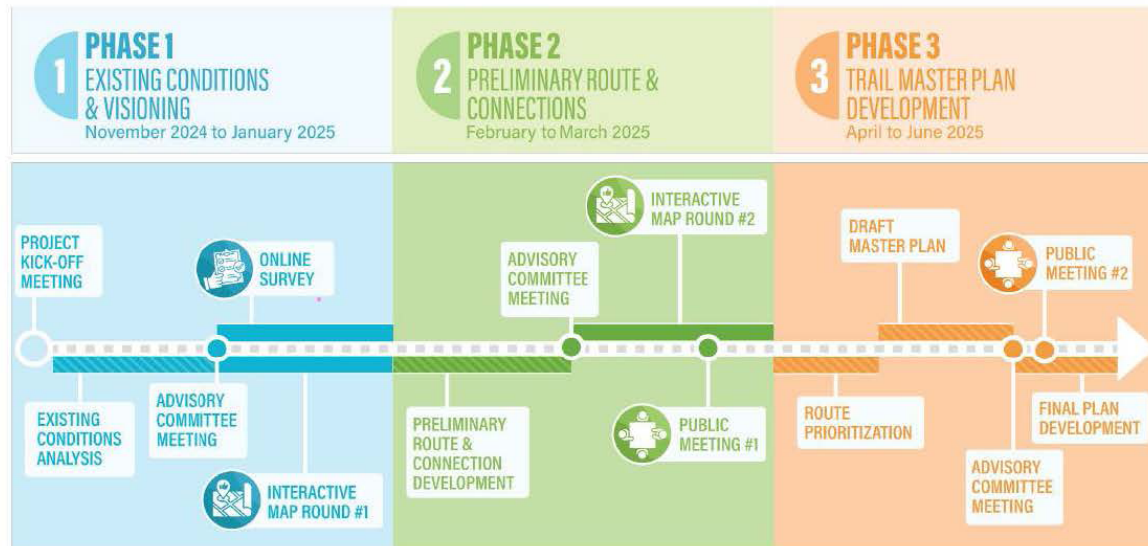 1
PHASE 1
EXISTING CONDITIONS
& VISIONING
November 2024 to January 2025
2
PHASE 2
PRELIMINARY ROUTE &
CONNECTIONS
February to March 2025
3
PHASE 3
TRAIL MASTER PLAN
DEVELOPMENT
April to June 2025
PROJECT
KICK-OFF
MEETING
ONLINE
SURVEY
EXISTING
CONDITIONS
ANALYSIS
ADVISORY
COMMITTEE
MEETING
INTERACTIVE
MAP ROUND #1
ADVISORY
COMMITTEE
MEETING
INTERACTIVE
MAP ROUND #2
PRELIMINARY
ROUTE &
CONNECTION
DEVELOPMENT
PUBLIC
MEETING #1
DRAFT
MASTER PLAN
PUBLIC
MEETING #2
ROUTE
PRIORITIZATION
ADVISORY
COMMITTEE
MEETING
FINAL PLAN
DEVELOPMENT